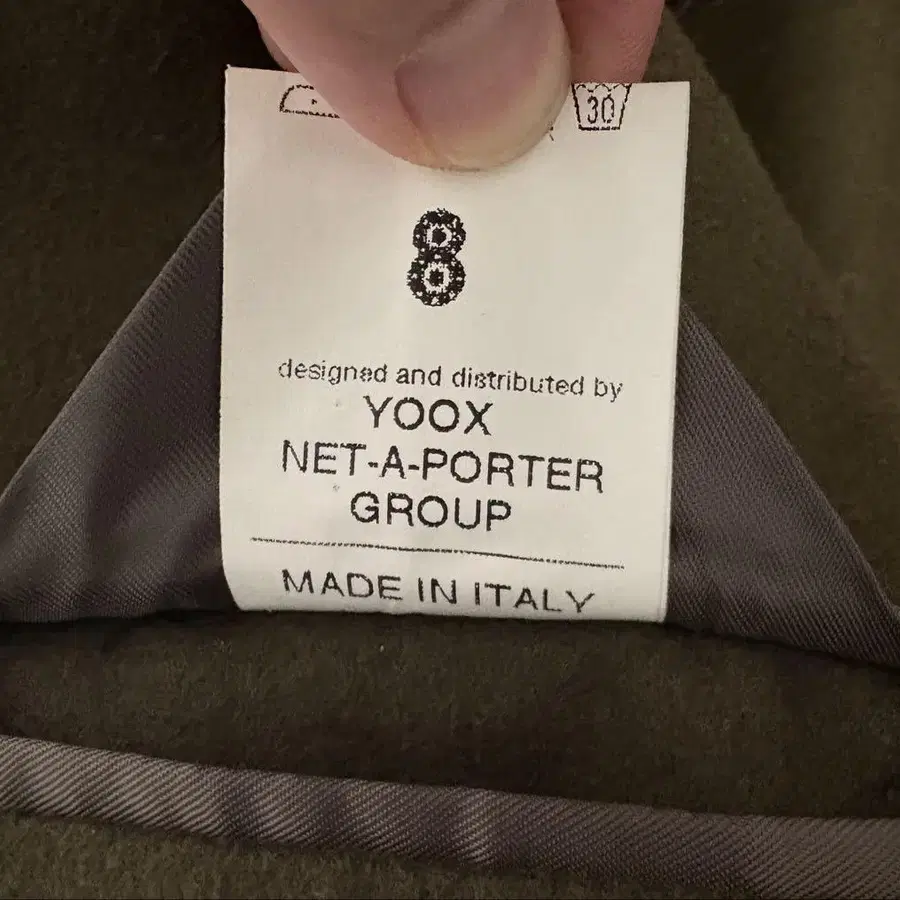 30
8
designed and distributed by
YOOX
NET-A-PORTER
GROUP
MADE IN ITALY